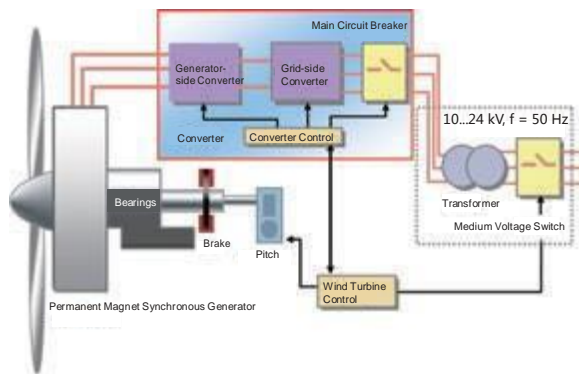 Main Circuit Breaker
Generator-
side Converter
Grid-side
Converter
Converter
Converter Control
10...24 kV, f = 50 Hz
Transformer
Medium Voltage Switch
Bearings
Brake
Pitch
Wind Turbine
Control
Permanent Magnet Synchronous Generator